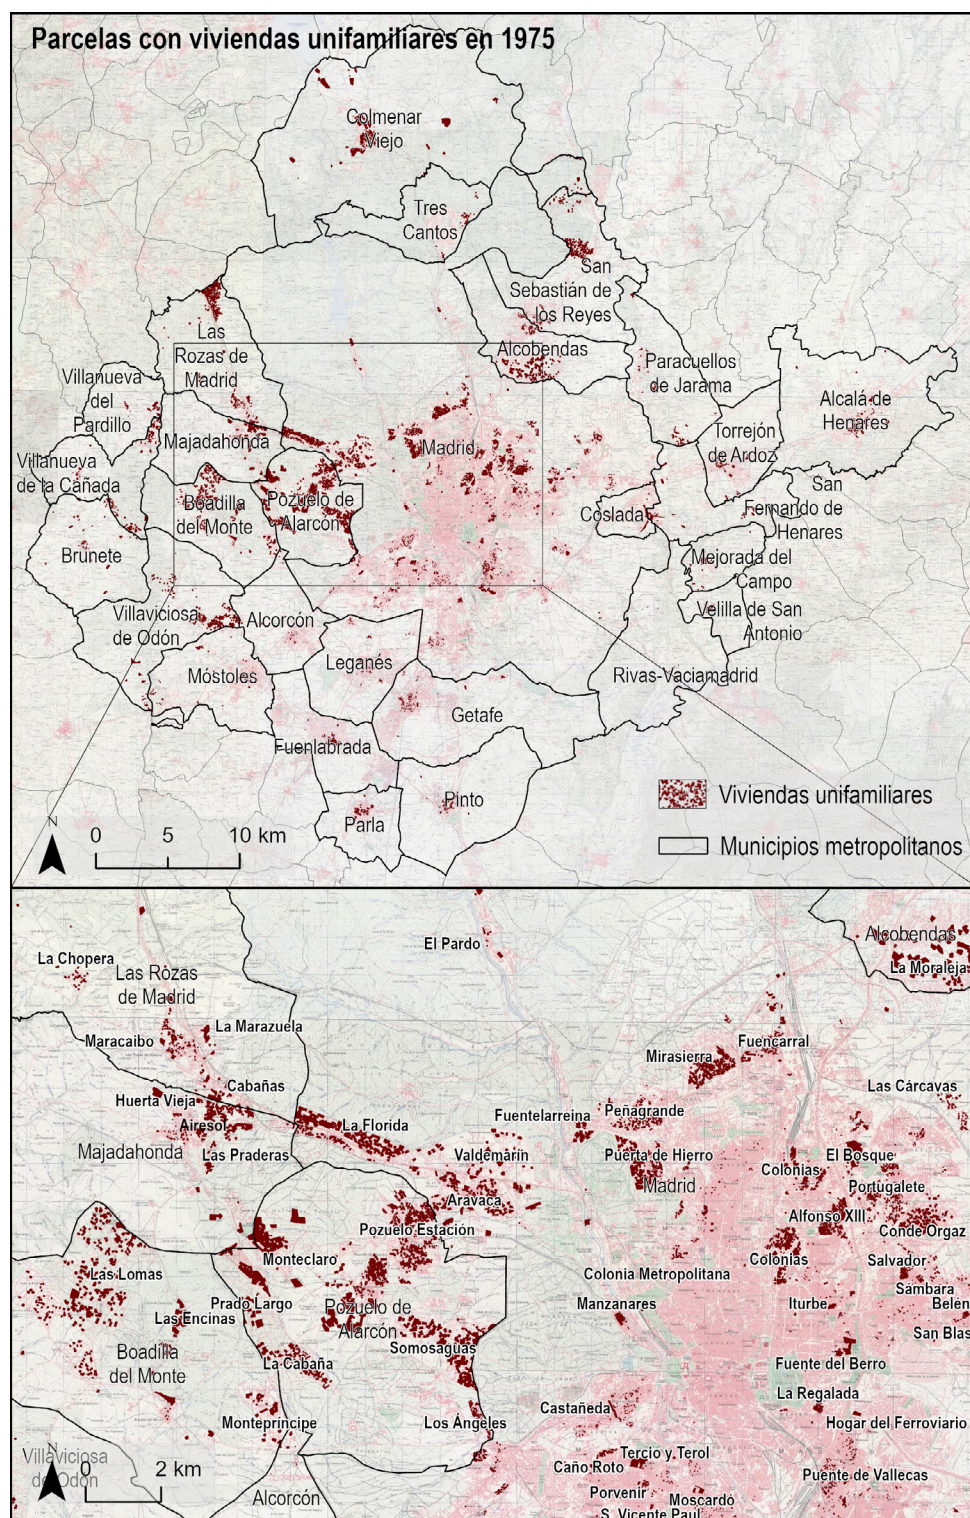 Parcelas con viviendas unifamiliares en 1975
Colmenar
Viejo
Tres
Cantos
San
Sebastián de
los Reyes
Las
Rozas de
Madrid
Alcobendas
Paracuellos
de Jarama
Villanueva
del
Pardillo
Alcalá de
Henares
Majadahonda
Madrid
Torrejón
de Ardoz
Villanueva
de la Cañada
Boadilla
del Monte
Pozuelo de
Alarcón
Coslada
San
Fernando de
Henares
Brunete
Mejorada del
Campo
Villaviciosa
de Odón
Alcorcón
Velilla de San
Antonio
Leganés
Móstoles
Rivas-Vaciamadrid
Getafe
Fuenlabrada
Pinto
Parla
Viviendas unifamiliares
Municipios metropolitanos
N
0 5 10 km
Alcobendas
La Moraleja
El Pardo
La Chopera
Las Rozas
de Madrid
La Marazuela
Maracaibo
Fuencarral
Mirasierra
Cabañas
Las Cárcavas
Huerta Vieja
Fuentelarreina
Peñagrande
Airesol
La Florida
Majadahonda
Las Praderas
Valdemarín
Puerta de Hierro
El Bosque
Colonias
Madrid
Portugalete
Aravaca
Alfonso XIII
Pozuelo Estación
Conde Orgaz
Monteclaro
Colonias
Salvador
Las Lomas
Colonia Metropolitana
Sámbara
Prado Largo
Manzanares
Iturbe
Belén
Las Encinas
Pozuelo de
Alarcón
San Blas
Somosaguas
Boadilla
del Monte
La Cabaña
Fuente del Berro
La Regalada
Castañeda
Montepríncipe
Los Ángeles
Hogar del Ferroviario
Tercio y Terol
Villaviciosa
de Odón
Caño Roto
Puente de Vallecas
N
0 2 km
Alcorcón
Porvenir
Moscardó
S. Vicente Paul